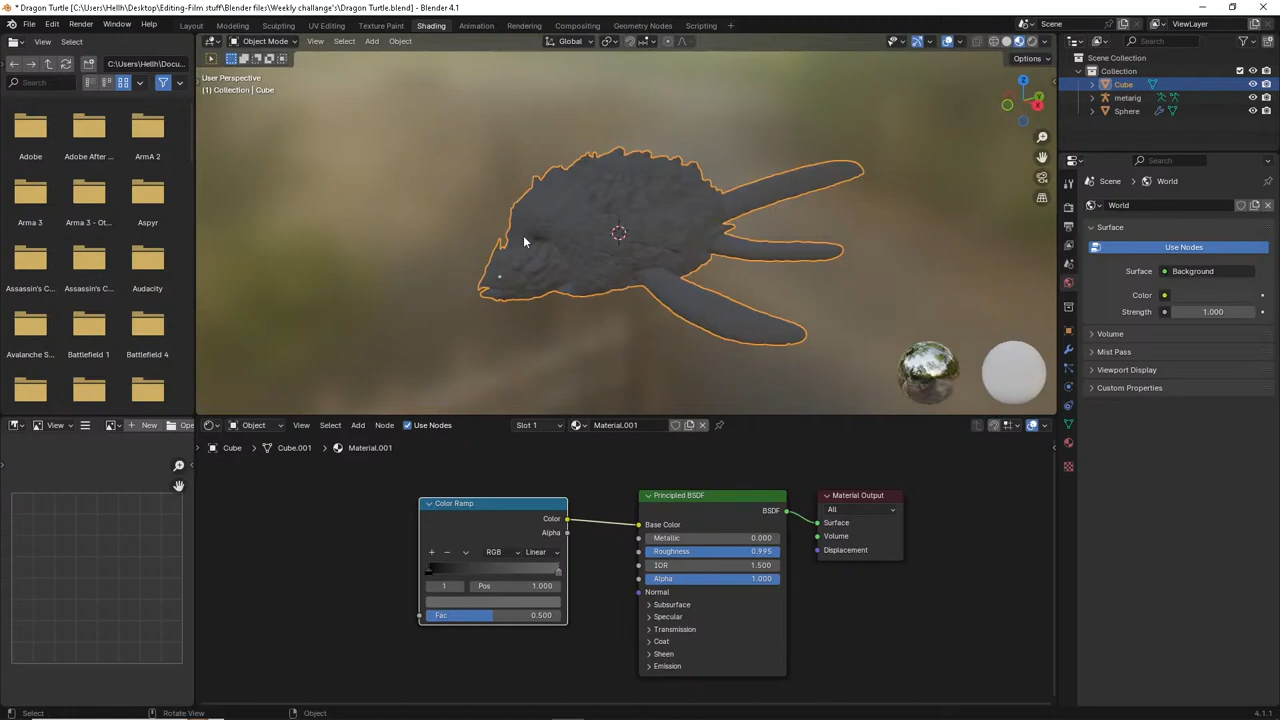 * Dragon Turtle [C:\Users\Hellh\Desktop\Editing-Film stuff\Blender files\Weekly challange's\Dragon Turtle.blend] - Blender 4.1
File Edit Render Window Help
Layout Modeling Sculpting UV Editing Texture Paint Shading Animation Rendering Compositing Geometry Nodes Scripting
Scene ViewLayer
View Select
Object Mode View Select Add Object Global
Search
C:\Users\Hellh\Docu...
Search
Options
User Perspective
(1) Collection | Cube
Z
Y
X
Scene Collection
Collection
Cube
metarig
Sphere
Adobe Adobe After ... ArmA 2
Arma 3 Arma 3 - Ot... Aspyr
Assassin's C... Assassin's C... Audacity
Avalanche S... Battlefield 1 Battlefield 4
Search
Scene World
World
Surface
Use Nodes
Surface Background
Color
Strength 1.000
Volume
Mist Pass
Viewport Display
Custom Properties
View New Ope
Object View Select Add Node Use Nodes Slot 1 Material.001
Cube Cube.001 Material.001
Color Ramp
Color
Alpha
RGB Linear
1 Pos 1.000
Fac 0.500
Principled BSDF
BSDF
Base Color
Metallic 0.000
Roughness 0.995
IOR 1.500
Alpha 1.000
Normal
Subsurface
Specular
Transmission
Coat
Sheen
Emission
Material Output
All
Surface
Volume
Displacement
Select Rotate View Object 4.1.1